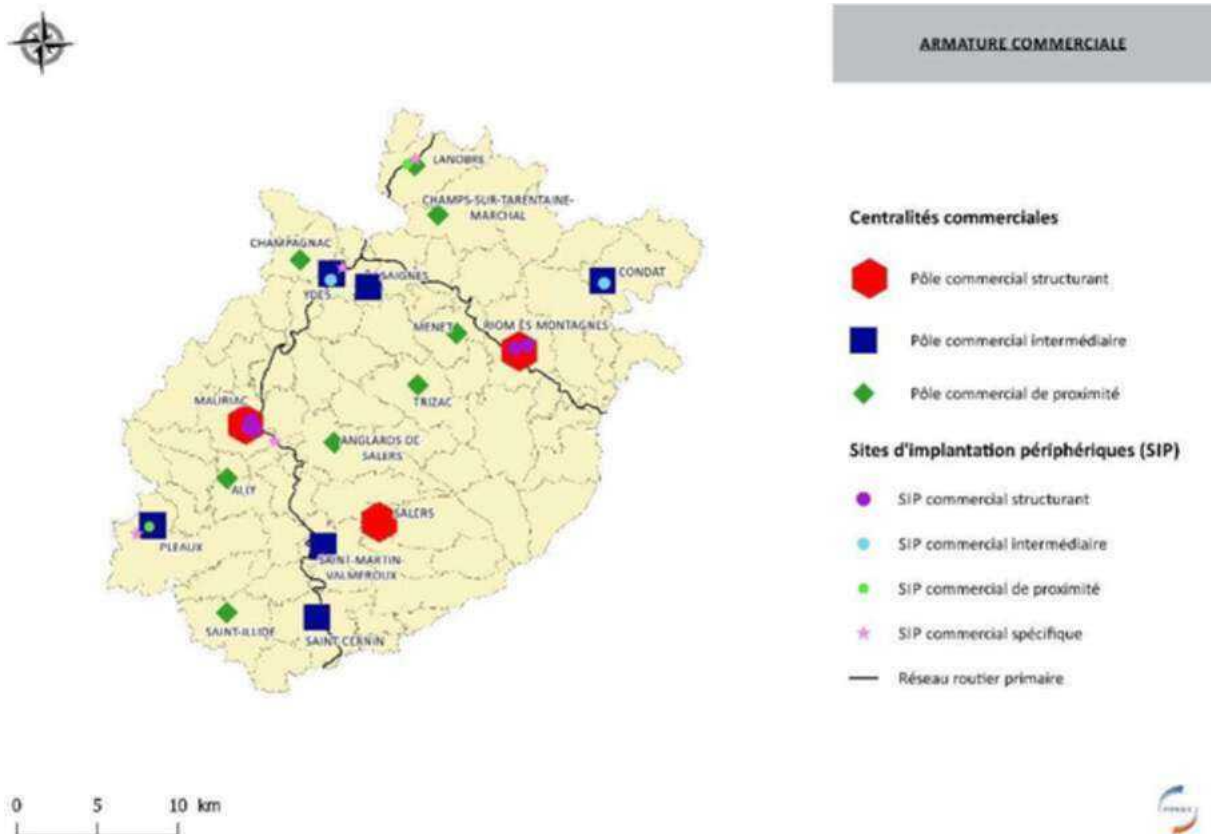 ARMATURE COMMERCIALE
LANOBRE
CHAMPS-SUR-TARENTAINE-
MARCHAL
CHAMPAGNAC
SAIGNES
YDES
CONDAT
MENET
RIOM ÈS MONTAGNES
TRIZAC
MAURIAC
ANGLARDS DE
SALERS
ALLY
SALERS
PLEAUX
SAINT-MARTIN-
VALMEROUX
SAINT-ILLIDE
SAINT CERNIN
Centralités commerciales
Pôle commercial structurant
Pôle commercial intermédiaire
Pôle commercial de proximité
Sites d'implantation périphériques (SIP)
SIP commercial structurant
SIP commercial intermédiaire
SIP commercial de proximité
SIP commercial spécifique
Réseau routier primaire
0 5 10 km